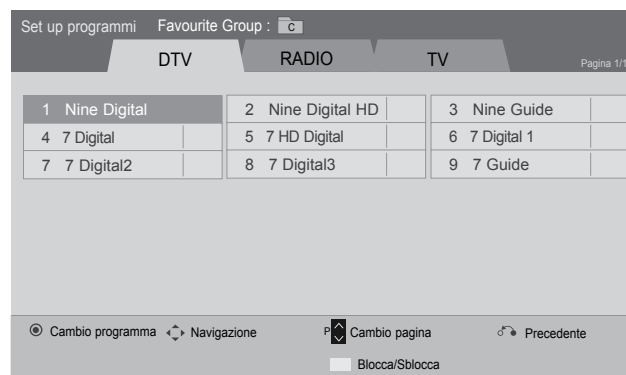 Set up programmi Favourite Group : C
DTV RADIO TV Pagina 1/1
1 Nine Digital 2 Nine Digital HD 3 Nine Guide
4 7 Digital 5 7 HD Digital 6 7 Digital 1
7 7 Digital2 8 7 Digital3 9 7 Guide
Cambio programma Navigazione P Cambio pagina Precedente
Blocca/Sblocca